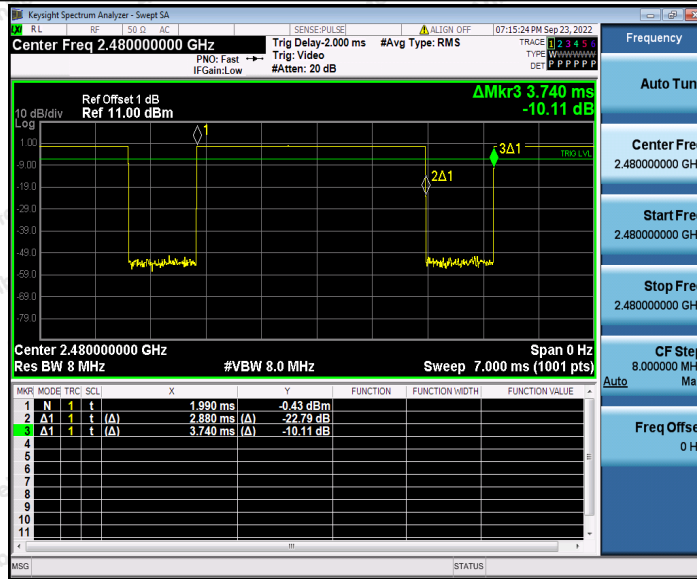 Keysight Spectrum Analyzer - Swept SA
LXI RL RF 50 Ω AC SENSE:PULSE ALIGN OFF 07:15:24 PM Sep 23, 2022
Center Freq 2.480000000 GHz
PNO: Fast
IFGain:Low
Trig Delay-2.000 ms
Trig: Video
#Atten: 20 dB
#Avg Type: RMS
TRACE 1 2 3 4 5 6
TYPE WWWWWW
DET P P P P P P
Ref Offset 1 dB
10 dB/div Ref 11.00 dBm
Log
ΔMkr3 3.740 ms
-10.11 dB
1.00
-9.00
-19.0
-29.0
-39.0
-49.0
-59.0
-69.0
-79.0
1
2Δ1
3Δ1
TRIG LVL
Center 2.480000000 GHz Span 0 Hz
Res BW 8 MHz #VBW 8.0 MHz Sweep 7.000 ms (1001 pts)
MKR MODE TRC SCL X Y FUNCTION FUNCTION WIDTH FUNCTION VALUE
1 N 1 t 1.990 ms -0.43 dBm
2 Δ1 1 t (Δ) 2.880 ms (Δ) -22.79 dB
3 Δ1 1 t (Δ) 3.740 ms (Δ) -10.11 dB
4
5
6
7
8
9
10
11
MSG STATUS
Frequency
Auto Tun
Center Fre
2.480000000 GH
Start Fre
2.480000000 GH
Stop Fre
2.480000000 GH
CF Ste
8.000000 MH
Auto Ma
Freq Offse
0 H